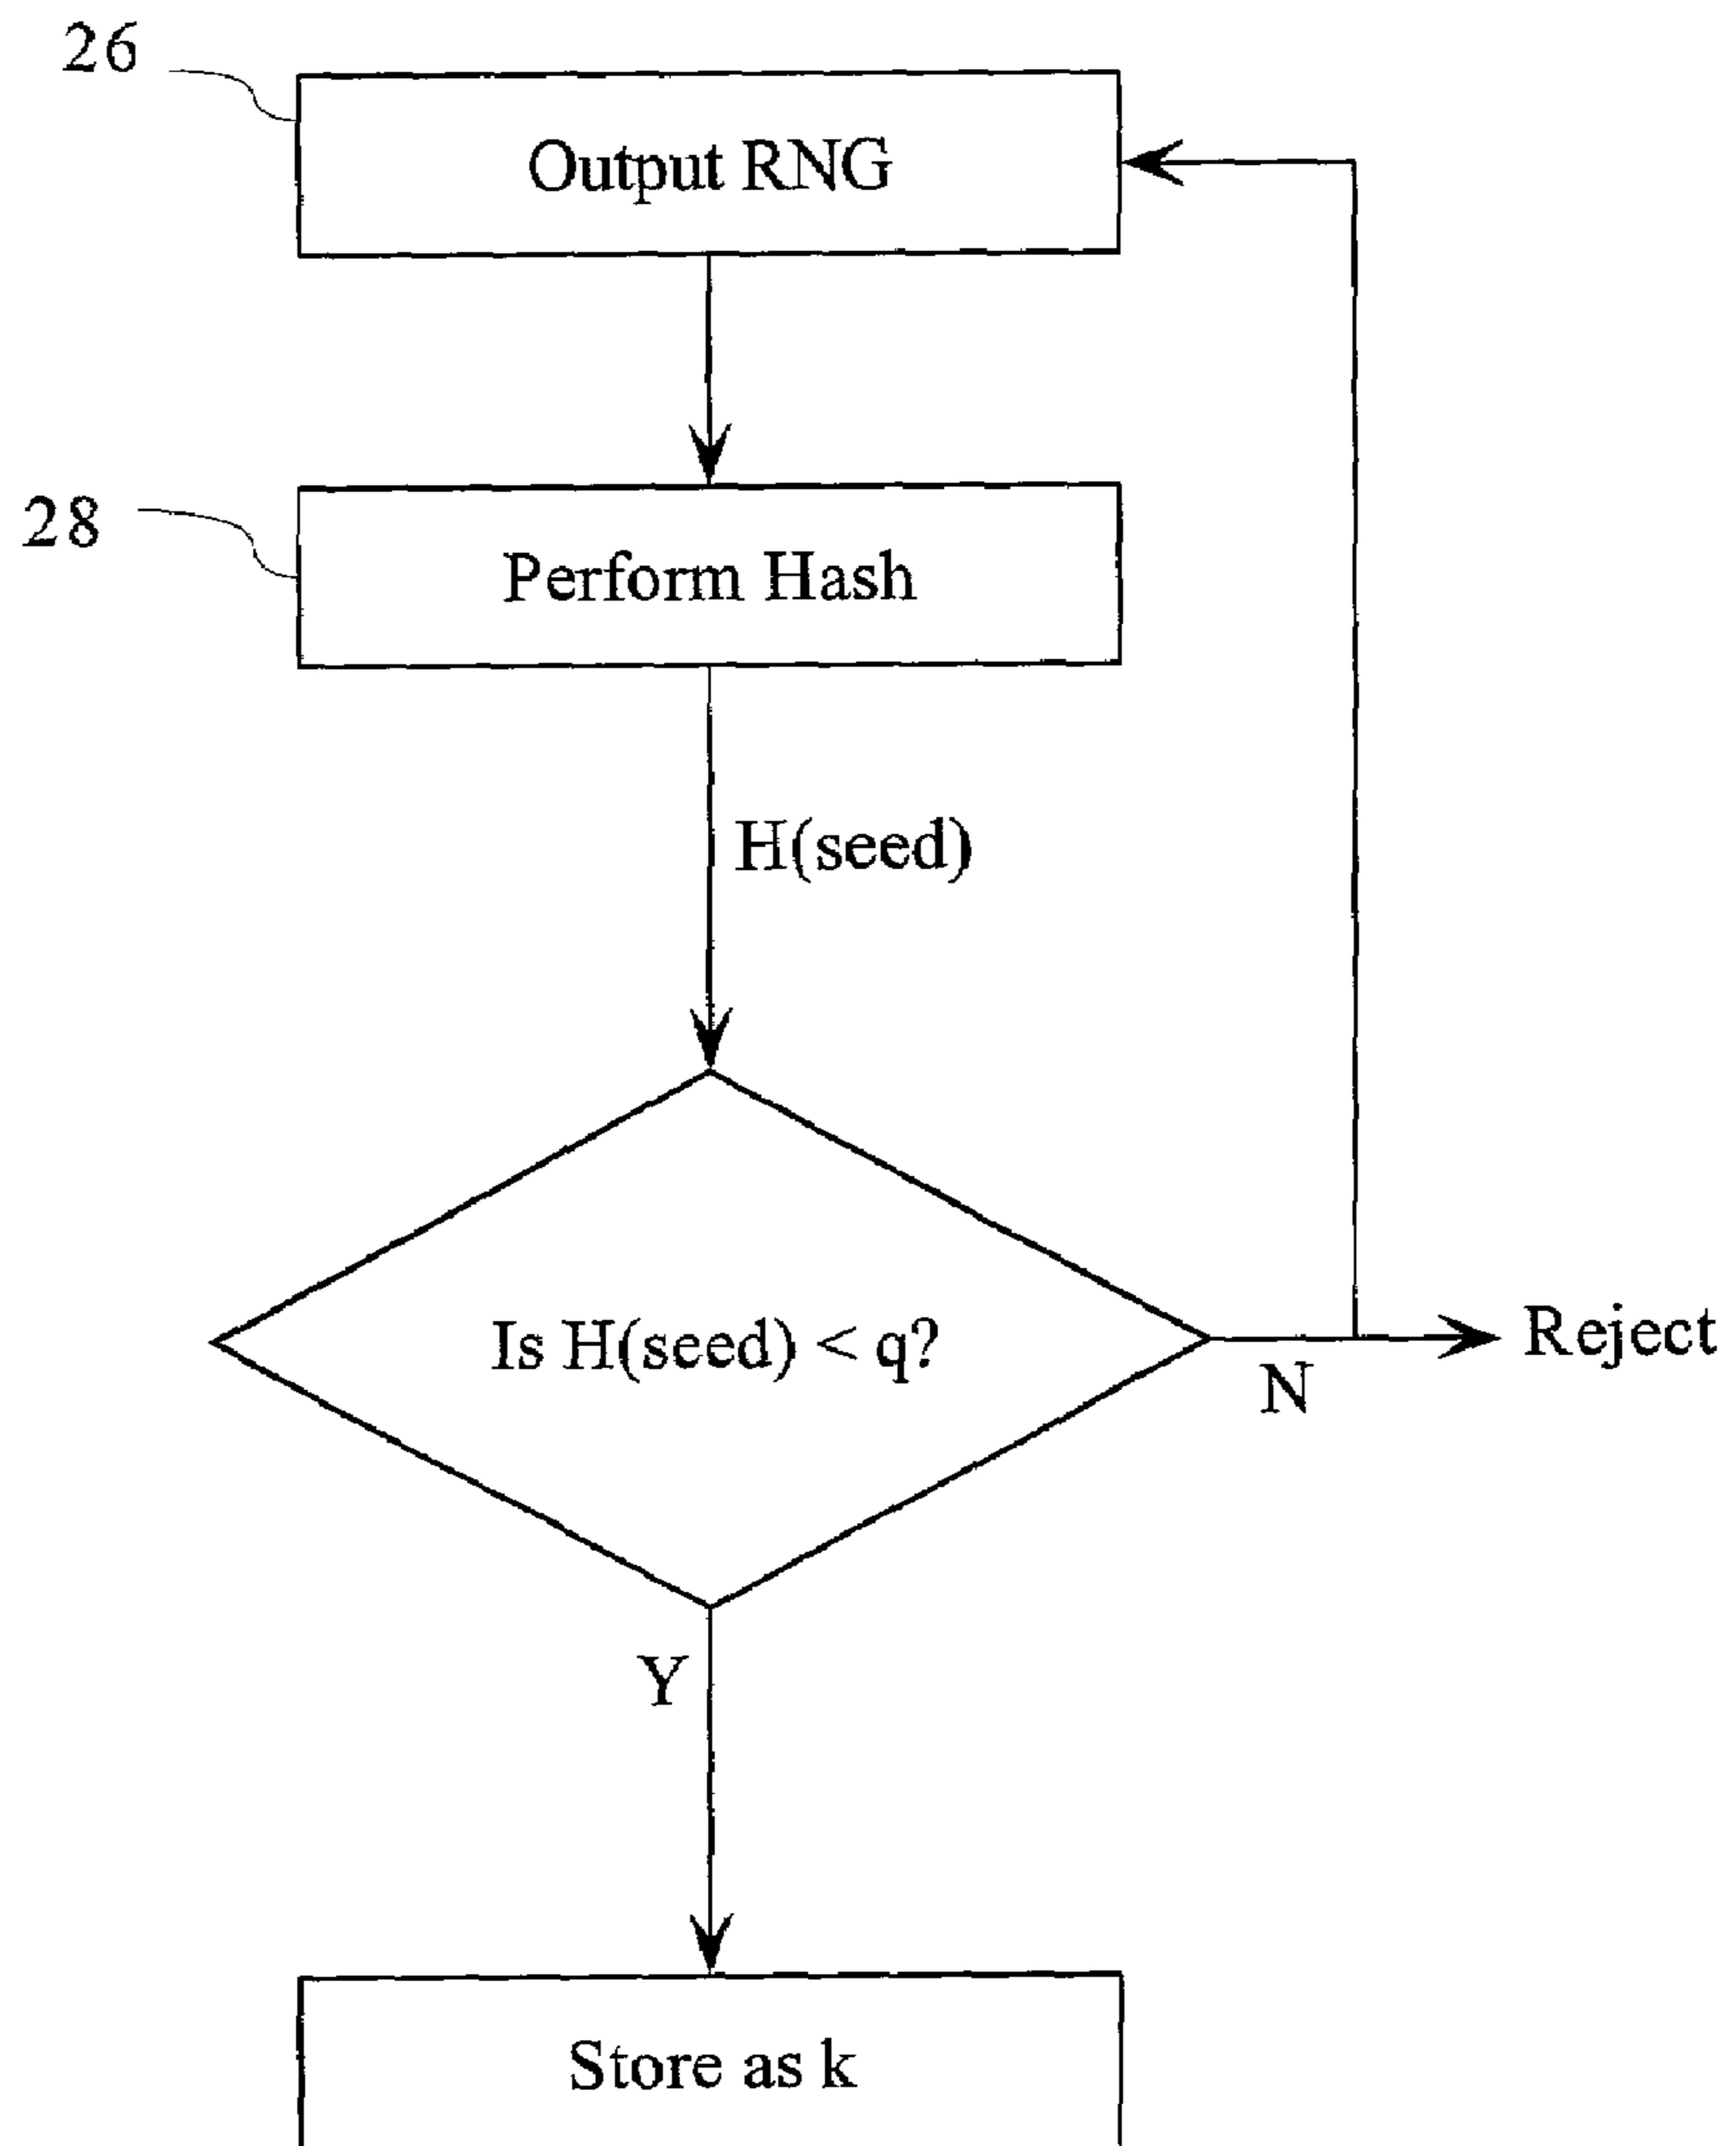 26
Output RNG
28
Perform Hash
H(seed)
Is H(seed) < q?
Reject
N
Y
Store as k